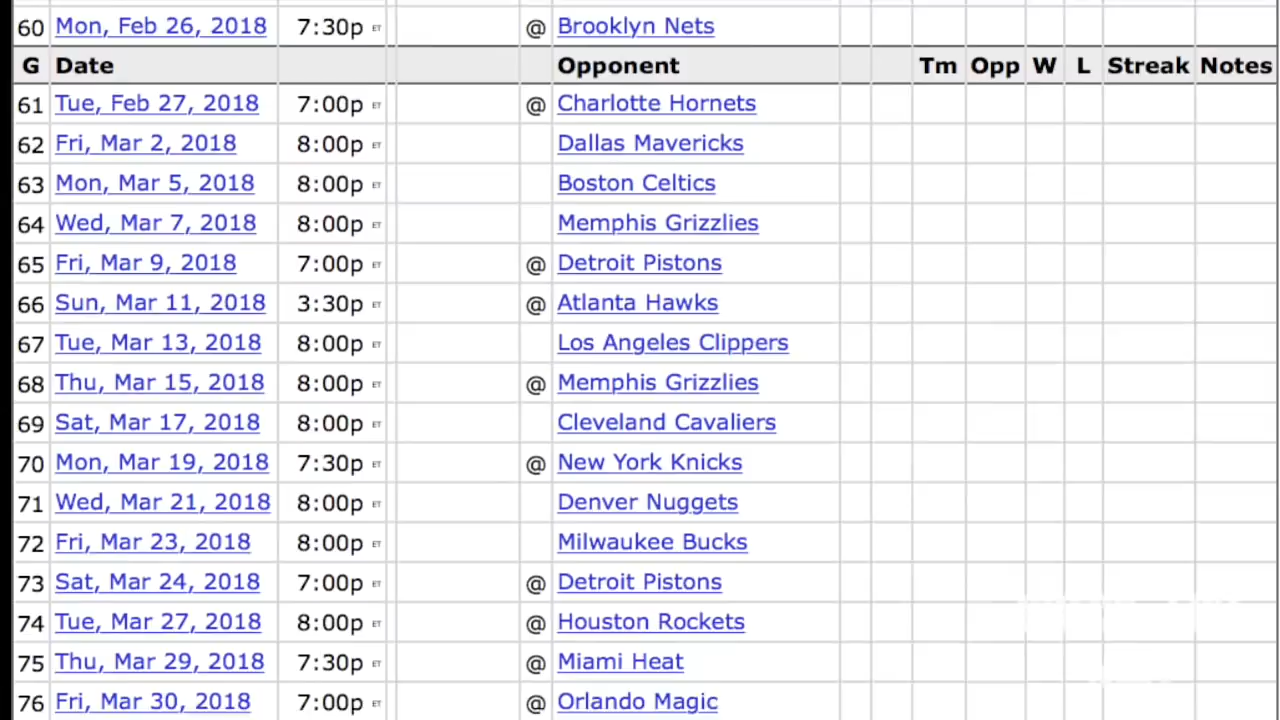 60 Mon, Feb 26, 2018 7:30p ET @ Brooklyn Nets
G Date Opponent Tm Opp W L Streak Notes
61 Tue, Feb 27, 2018 7:00p ET @ Charlotte Hornets
62 Fri, Mar 2, 2018 8:00p ET Dallas Mavericks
63 Mon, Mar 5, 2018 8:00p ET Boston Celtics
64 Wed, Mar 7, 2018 8:00p ET Memphis Grizzlies
65 Fri, Mar 9, 2018 7:00p ET @ Detroit Pistons
66 Sun, Mar 11, 2018 3:30p ET @ Atlanta Hawks
67 Tue, Mar 13, 2018 8:00p ET Los Angeles Clippers
68 Thu, Mar 15, 2018 8:00p ET @ Memphis Grizzlies
69 Sat, Mar 17, 2018 8:00p ET Cleveland Cavaliers
70 Mon, Mar 19, 2018 7:30p ET @ New York Knicks
71 Wed, Mar 21, 2018 8:00p ET Denver Nuggets
72 Fri, Mar 23, 2018 8:00p ET Milwaukee Bucks
73 Sat, Mar 24, 2018 7:00p ET @ Detroit Pistons
74 Tue, Mar 27, 2018 8:00p ET @ Houston Rockets
75 Thu, Mar 29, 2018 7:30p ET @ Miami Heat
76 Fri, Mar 30, 2018 7:00p ET @ Orlando Magic